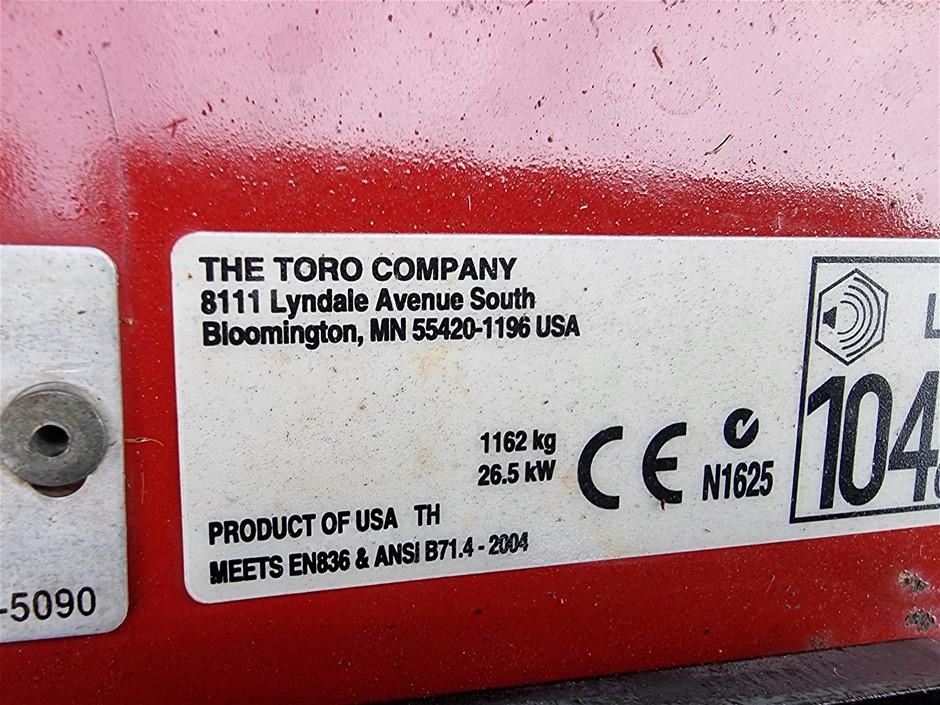 THE TORO COMPANY
8111 Lyndale Avenue South
Bloomington, MN 55420-1196 USA
1162 kg
26.5 kW
CE
N1625
PRODUCT OF USA TH
MEETS EN836 & ANSI B71.4 - 2004
L
104
-5090